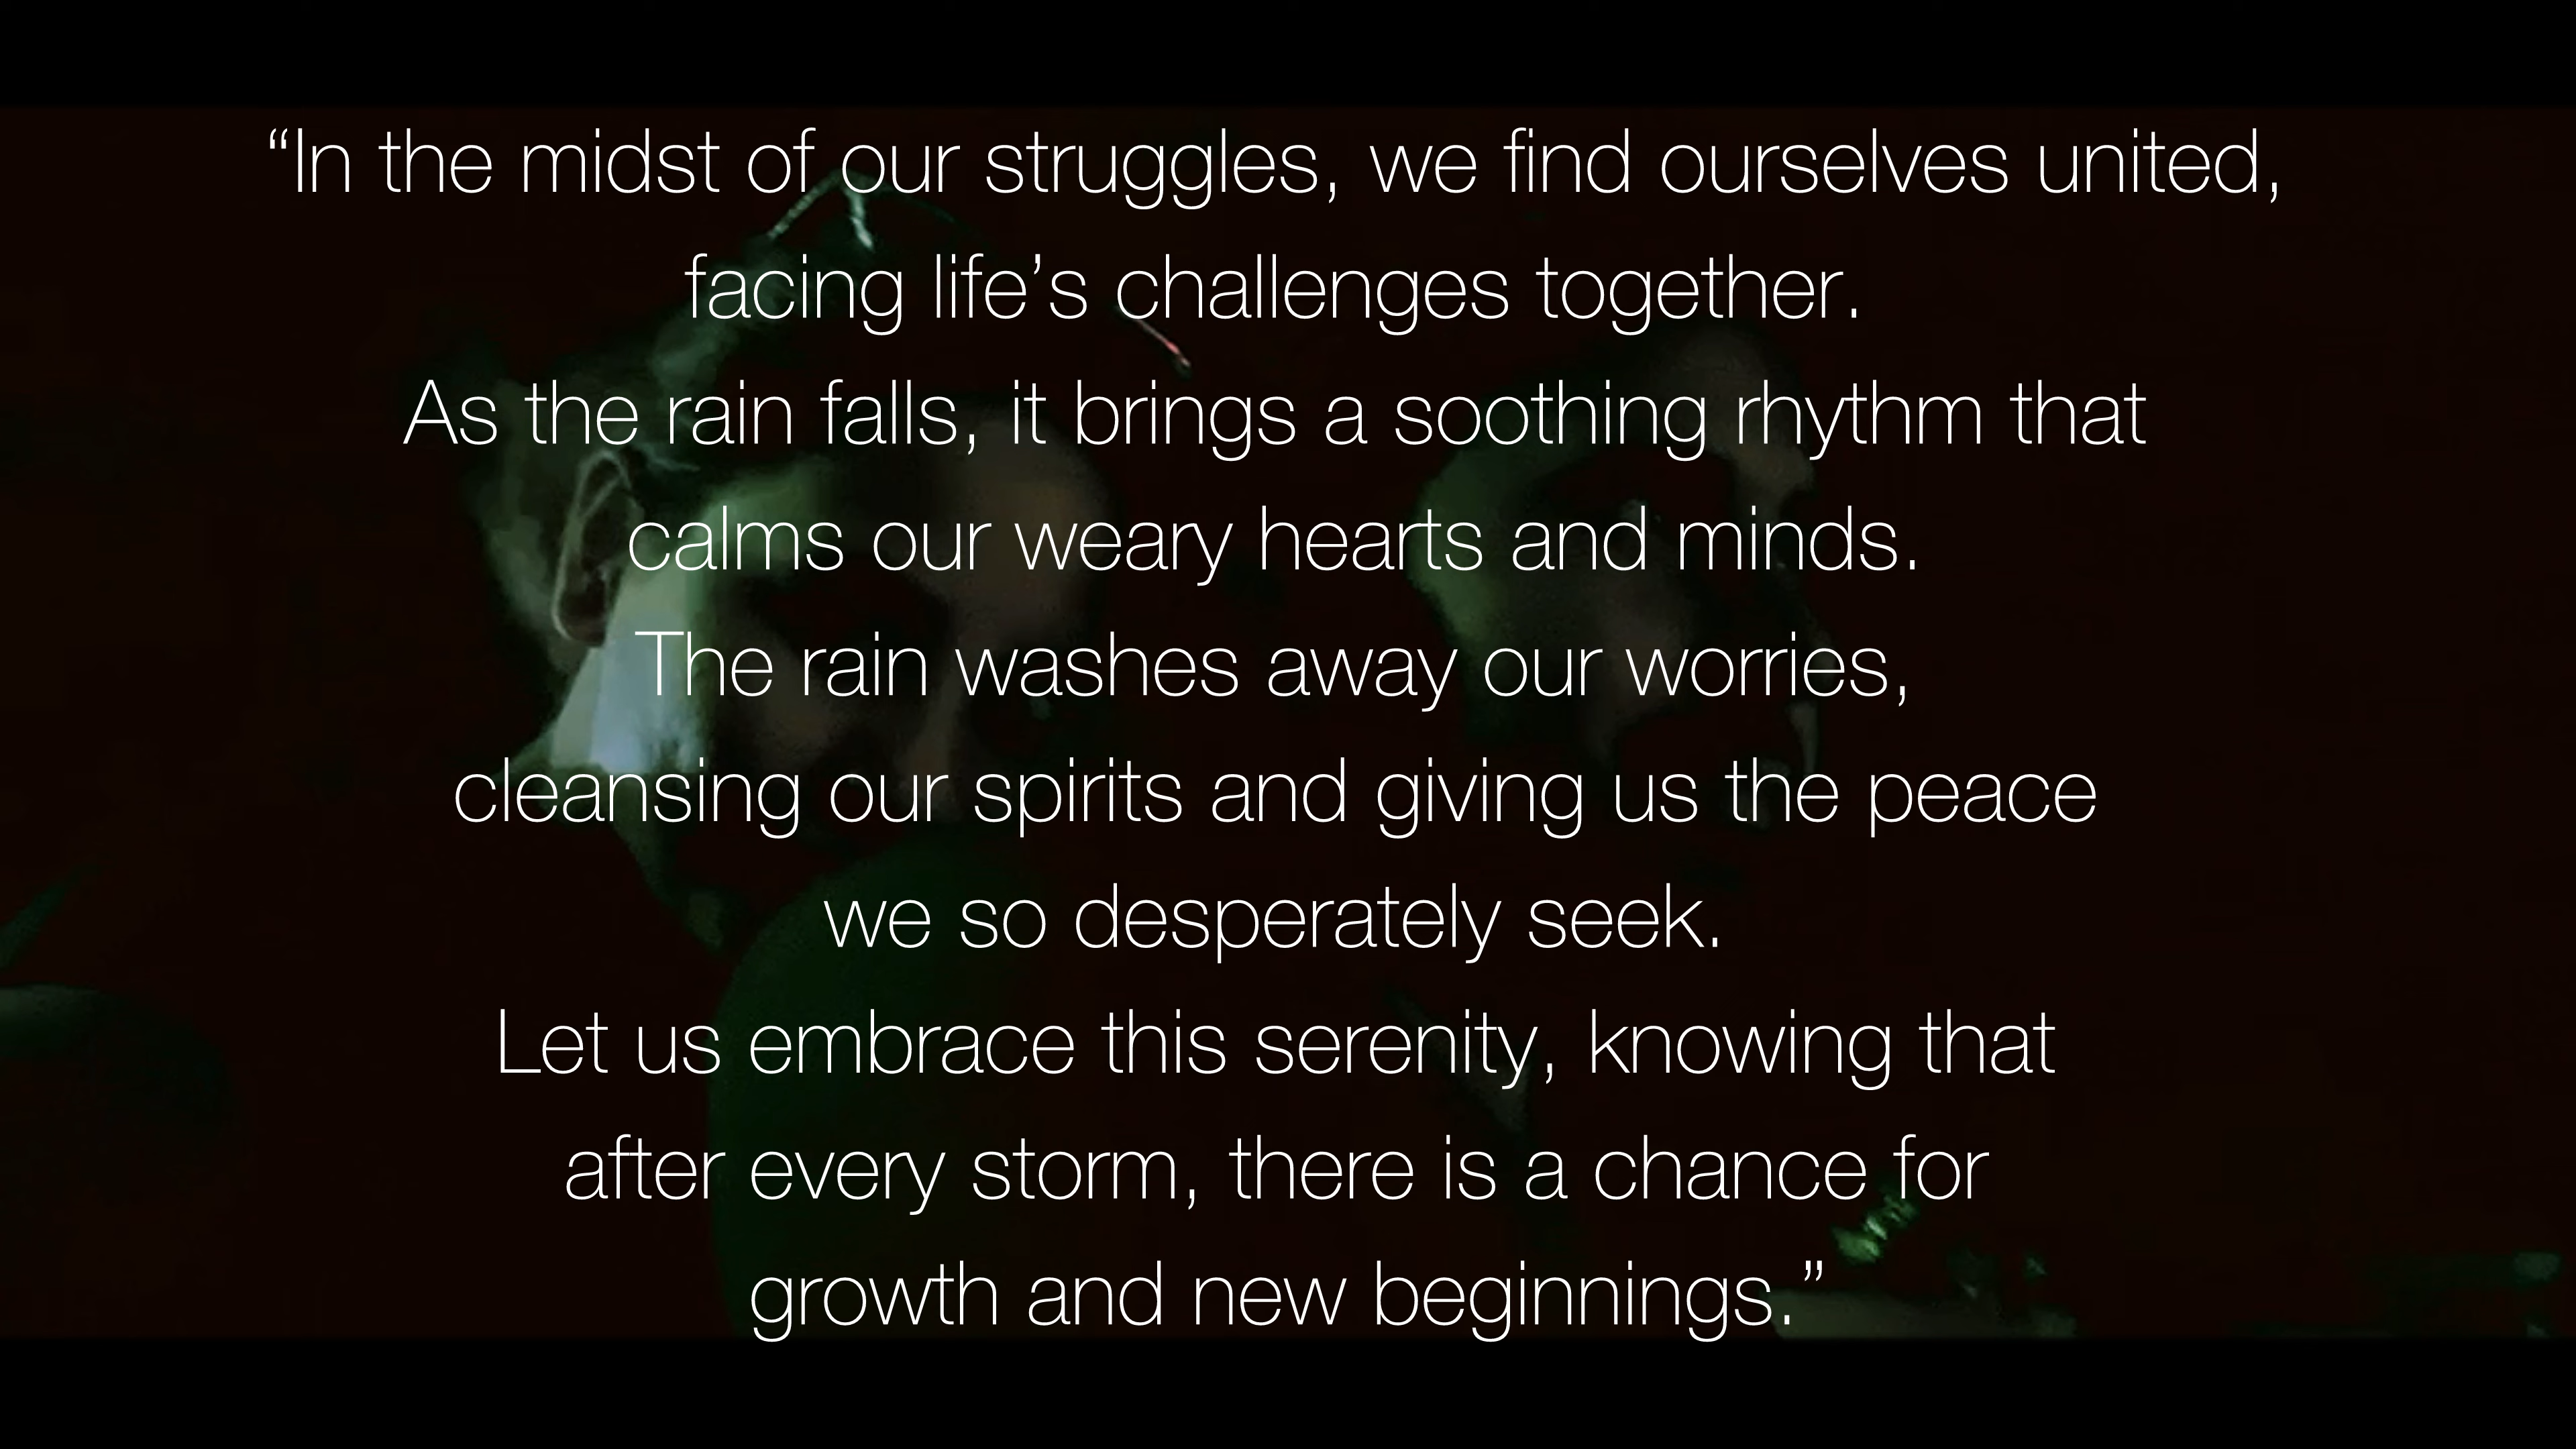 “In the midst of our struggles, we find ourselves united,
facing life’s challenges together.
As the rain falls, it brings a soothing rhythm that
calms our weary hearts and minds.
The rain washes away our worries,
cleansing our spirits and giving us the peace
we so desperately seek.
Let us embrace this serenity, knowing that
after every storm, there is a chance for
growth and new beginnings.”